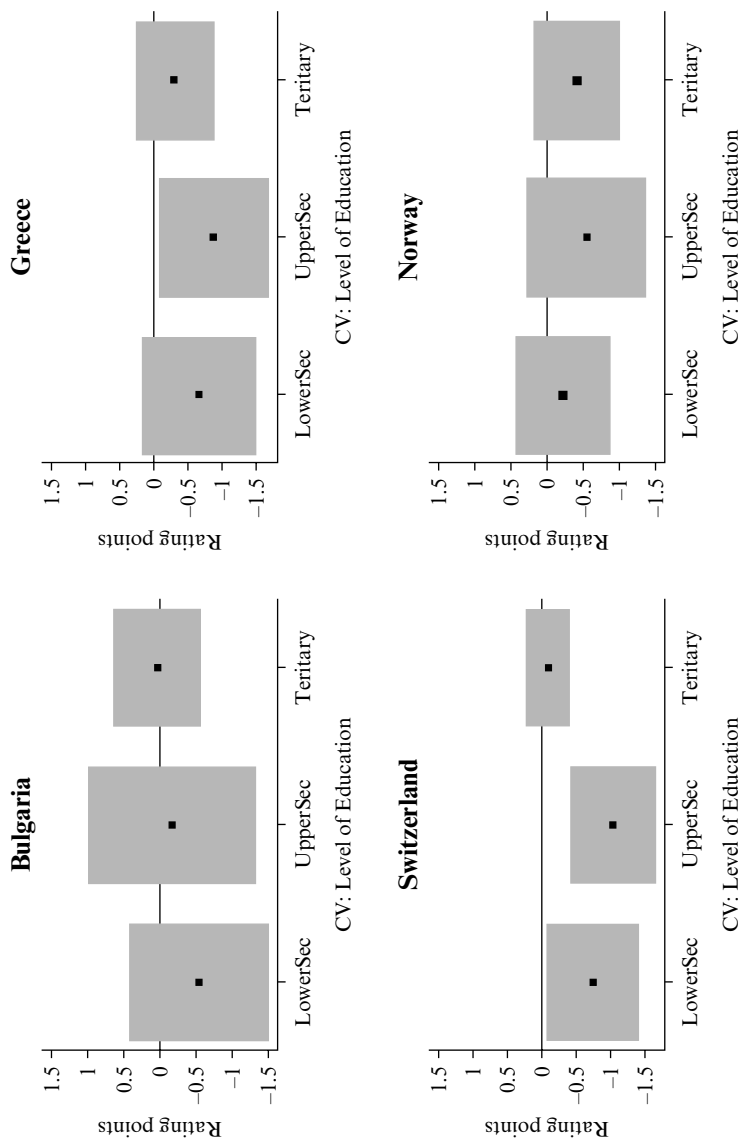 Bulgaria
1.5
1
0.5
0
−0.5
−1
−1.5
Rating points
LowerSec UpperSec Teritary
CV: Level of Education
Greece
1.5
1
0.5
0
−0.5
−1
−1.5
Rating points
LowerSec UpperSec Teritary
CV: Level of Education
Switzerland
1.5
1
0.5
0
−0.5
−1
−1.5
Rating points
LowerSec UpperSec Teritary
CV: Level of Education
Norway
1.5
1
0.5
0
−0.5
−1
−1.5
Rating points
LowerSec UpperSec Teritary
CV: Level of Education